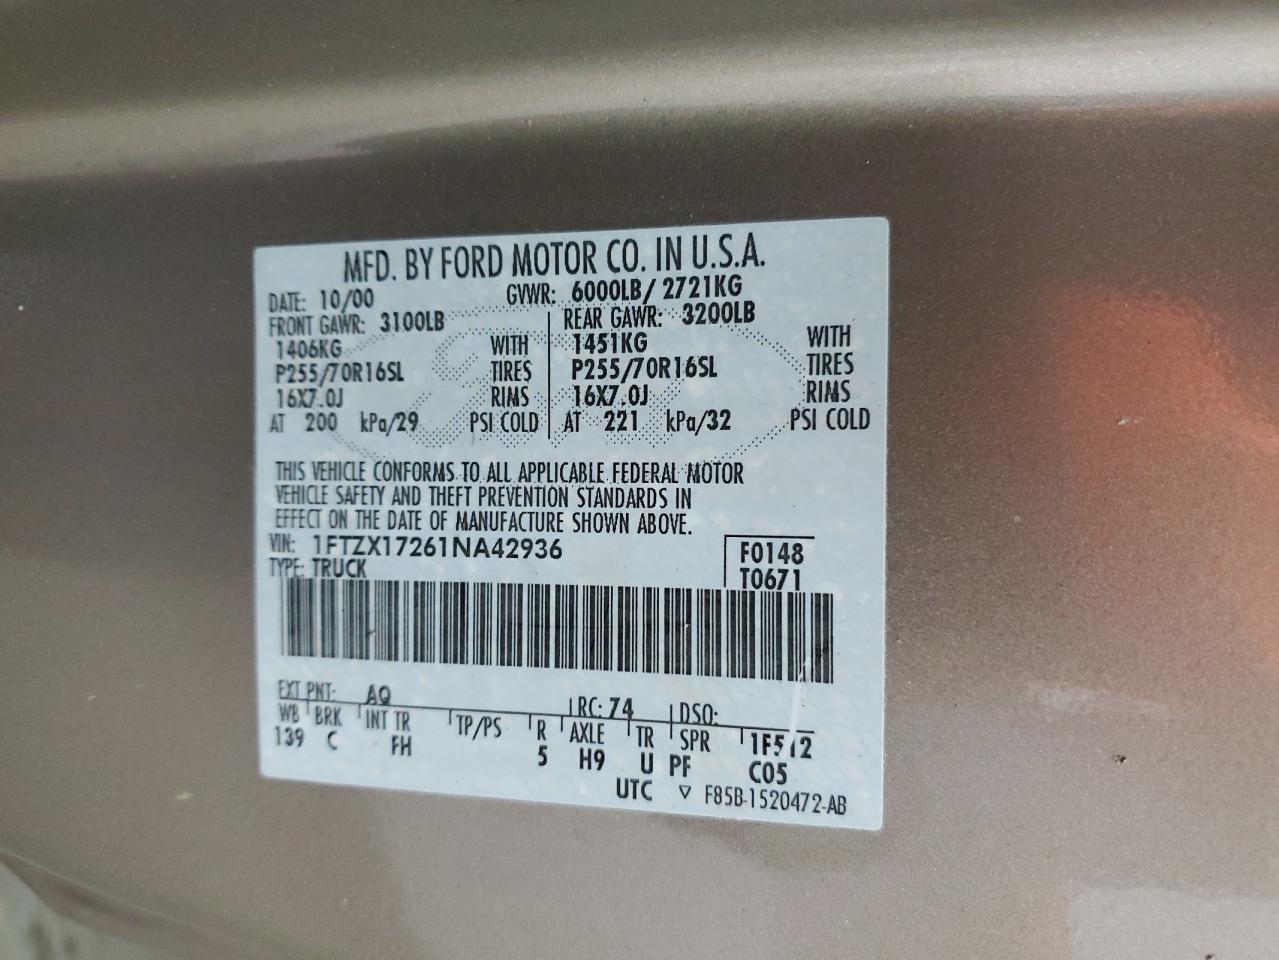 MFD. BY FORD MOTOR CO. IN U.S.A.
DATE: 10/00 GVWR: 6000LB/ 2721KG
FRONT GAWR: 3100LB REAR GAWR: 3200LB
1406KG WITH 1451KG WITH
P255/70R16SL TIRES P255/70R16SL TIRES
16X7.0J RIMS 16X7.0J RIMS
AT 200 kPa/29 PSI COLD AT 221 kPa/32 PSI COLD
THIS VEHICLE CONFORMS TO ALL APPLICABLE FEDERAL MOTOR
VEHICLE SAFETY AND THEFT PREVENTION STANDARDS IN
EFFECT ON THE DATE OF MANUFACTURE SHOWN ABOVE.
VIN: 1FTZX17261NA42936 F0148
TYPE: TRUCK T0671
EXT PNT: AQ RC: 74 DSO:
WB BRK INT TR TP/PS R AXLE TR SPR 1F512
139 C FH 5 H9 U PF C05
UTC ▽ F85B-1520472-AB